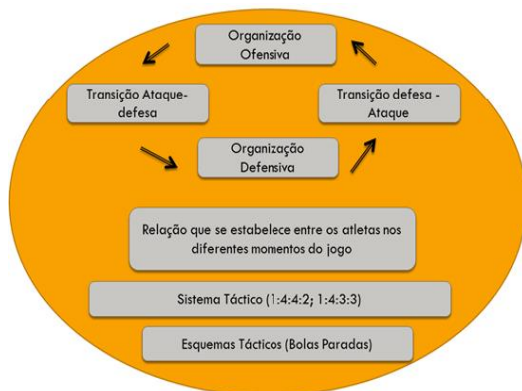 Organização
Ofensiva
Transição Ataque-
defesa
Transição defesa -
Ataque
Organização
Defensiva
Relação que se estabelece entre os atletas nos
diferentes momentos do jogo
Sistema Táctico (1:4:4:2; 1:4:3:3)
Esquemas Tácticos (Bolas Paradas)